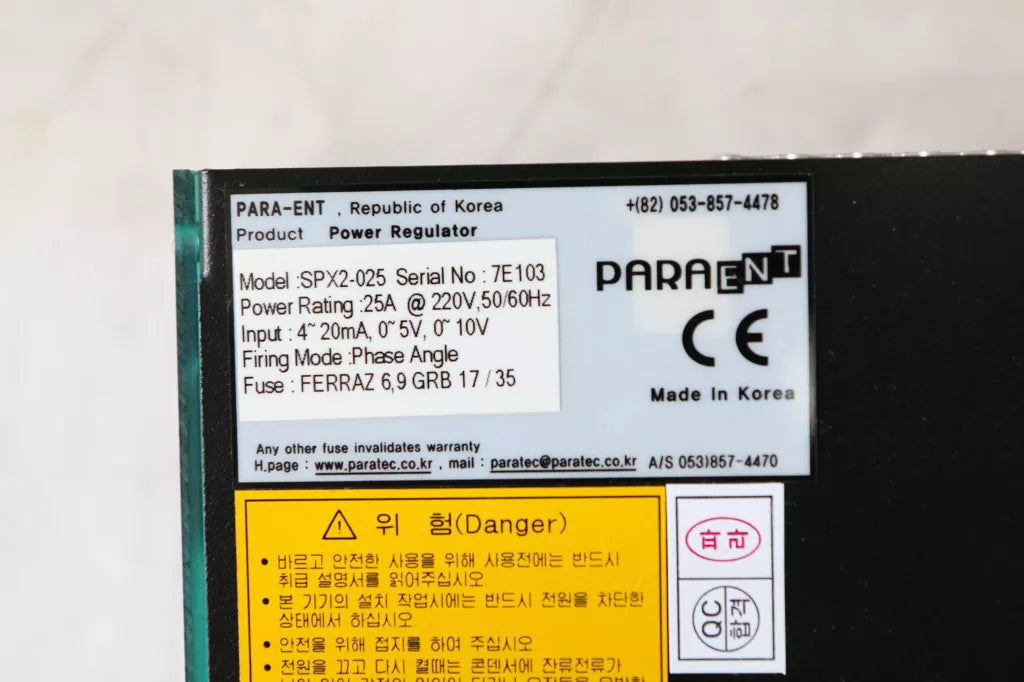 PARA-ENT , Republic of Korea +(82) 053-857-4478
Product Power Regulator
Model :SPX2-025 Serial No : 7E103
Power Rating :25A @ 220V,50/60Hz
Input : 4~ 20mA, 0~ 5V, 0~ 10V
Firing Mode :Phase Angle
Fuse : FERRAZ 6,9 GRB 17 / 35
PARAENT
CE
Made In Korea
Any other fuse invalidates warranty
H,page : www.paratec.co.kr , mail : paratec@paratec.co.kr A/S 053)857-4470
위 험(Danger)
• 바르고 안전한 사용을 위해 사용전에는 반드시
취급 설명서를 읽어주십시오
• 본 기기의 설치 작업시에는 반드시 전원을 차단한
상태에서 하십시오
• 안전을 위해 접지를 하여 주십시오
• 전원을 끄고 다시 켤때는 콘덴서에 잔류전류가
QC 합격